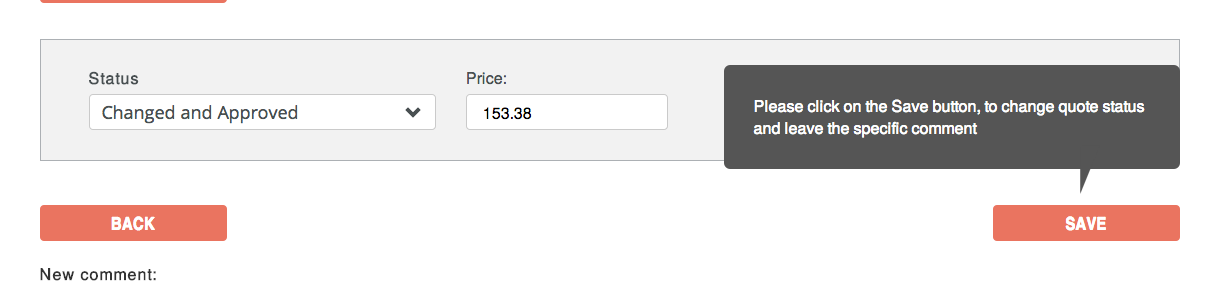 Status
Price:
Changed and Approved
153.38
Please click on the Save button, to change quote status
and leave the specific comment
BACK
SAVE
New comment: